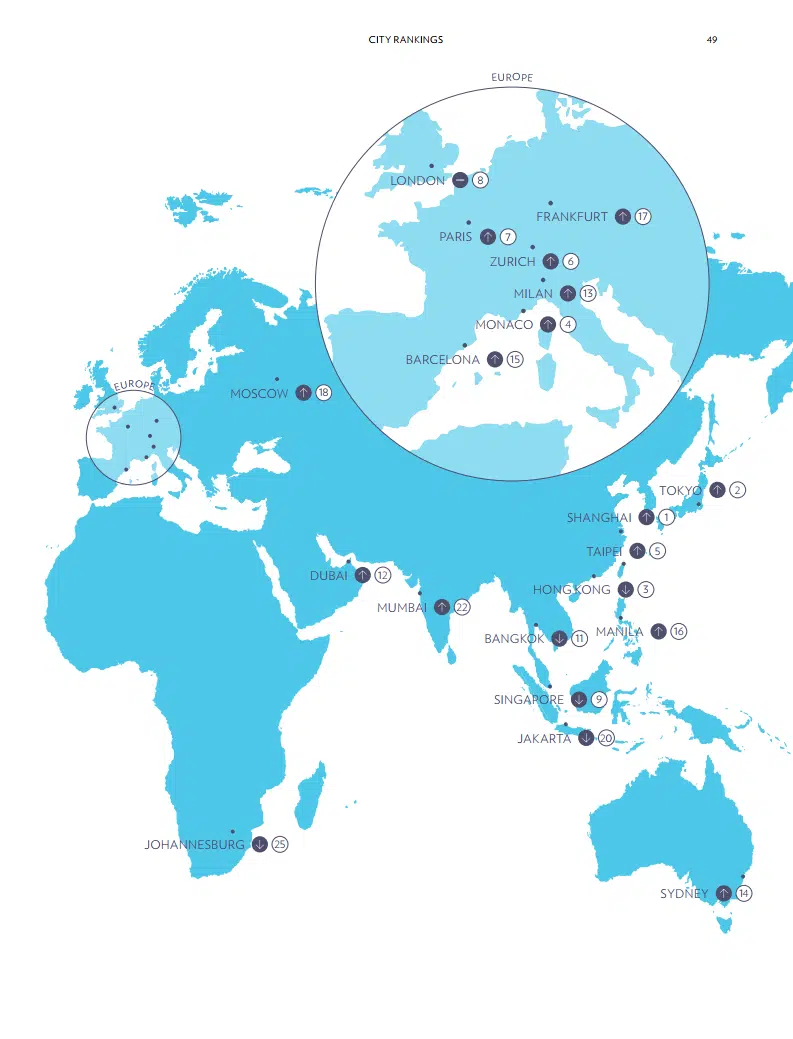 CITY RANKINGS 49
EUROPE
LONDON 8
FRANKFURT ↑ 17
PARIS ↑ 7
ZURICH ↑ 6
MILAN ↑ 13
MONACO ↑ 4
BARCELONA ↑ 15
EUROPE
MOSCOW ↑ 18
TOKYO ↑ 2
SHANGHAI ↑ 1
TAIPEI ↑ 5
DUBAI ↑ 12
HONG KONG ↓ 3
MUMBAI ↑ 22
MANILA ↑ 16
BANGKOK ↓ 11
SINGAPORE ↓ 9
JAKARTA ↓ 20
JOHANNESBURG ↓ 25
SYDNEY ↑ 14